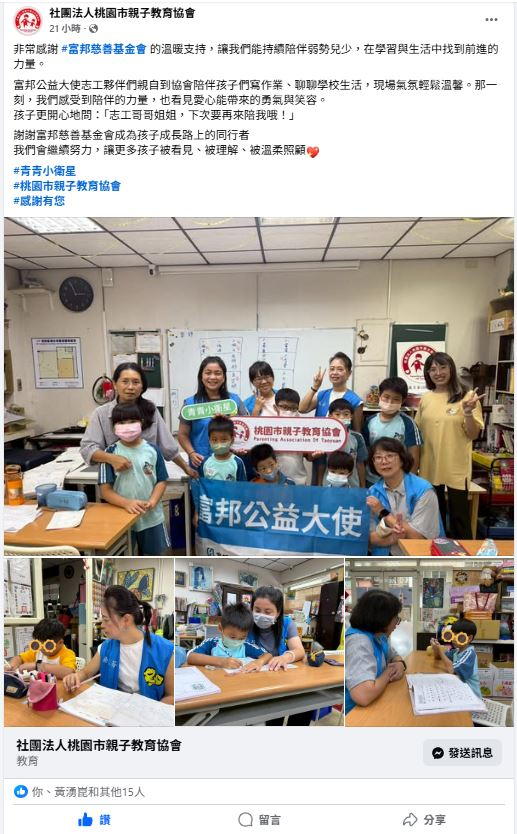 社團法人桃園市親子教育協會
21 小時 ·
非常感謝 #富邦慈善基金會 的溫暖支持，讓我們能持續陪伴弱勢兒少，在學習與生活中找到前進的
力量。
富邦公益大使志工夥伴們親自到協會陪伴孩子們寫作業、聊聊學校生活，現場氣氛輕鬆溫馨。那一
刻，我們感受到陪伴的力量，也看見愛心能帶來的勇氣與笑容。
孩子更開心地問：「志工哥哥姐姐，下次要再來陪我哦！」
謝謝富邦慈善基金會成為孩子成長路上的同行者
我們會繼續努力，讓更多孩子被看見、被理解、被溫柔照顧💖
#青青小衛星
#桃園市親子教育協會
#感謝有您
青青小衛星
桃園市親子教育協會
Parenting Association Of Taoyuan
富邦公益大使
社團法人桃園市親子教育協會
教育
發送訊息
你、黃湧崑和其他15人
讚
留言
分享